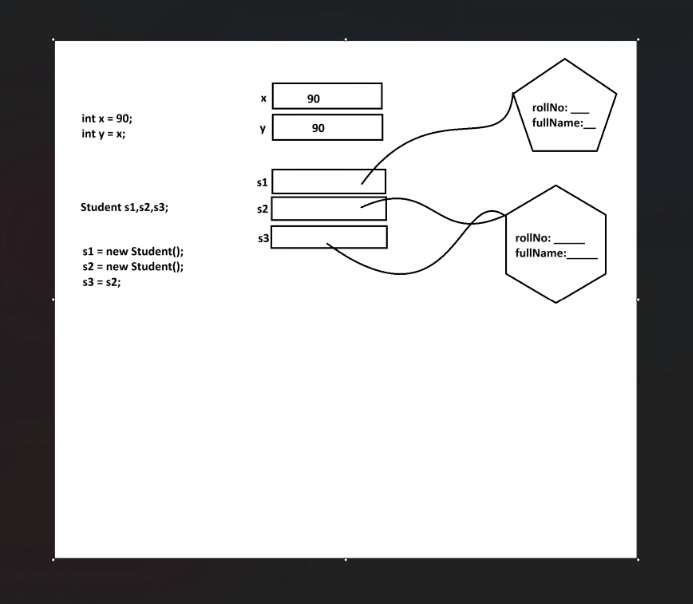 int x = 90;
int y = x;
x
90
y
90
Student s1,s2,s3;
s1 = new Student();
s2 = new Student();
s3 = s2;
s1
s2
s3
rollNo: ___
fullName:__
rollNo: _____
fullName:_____